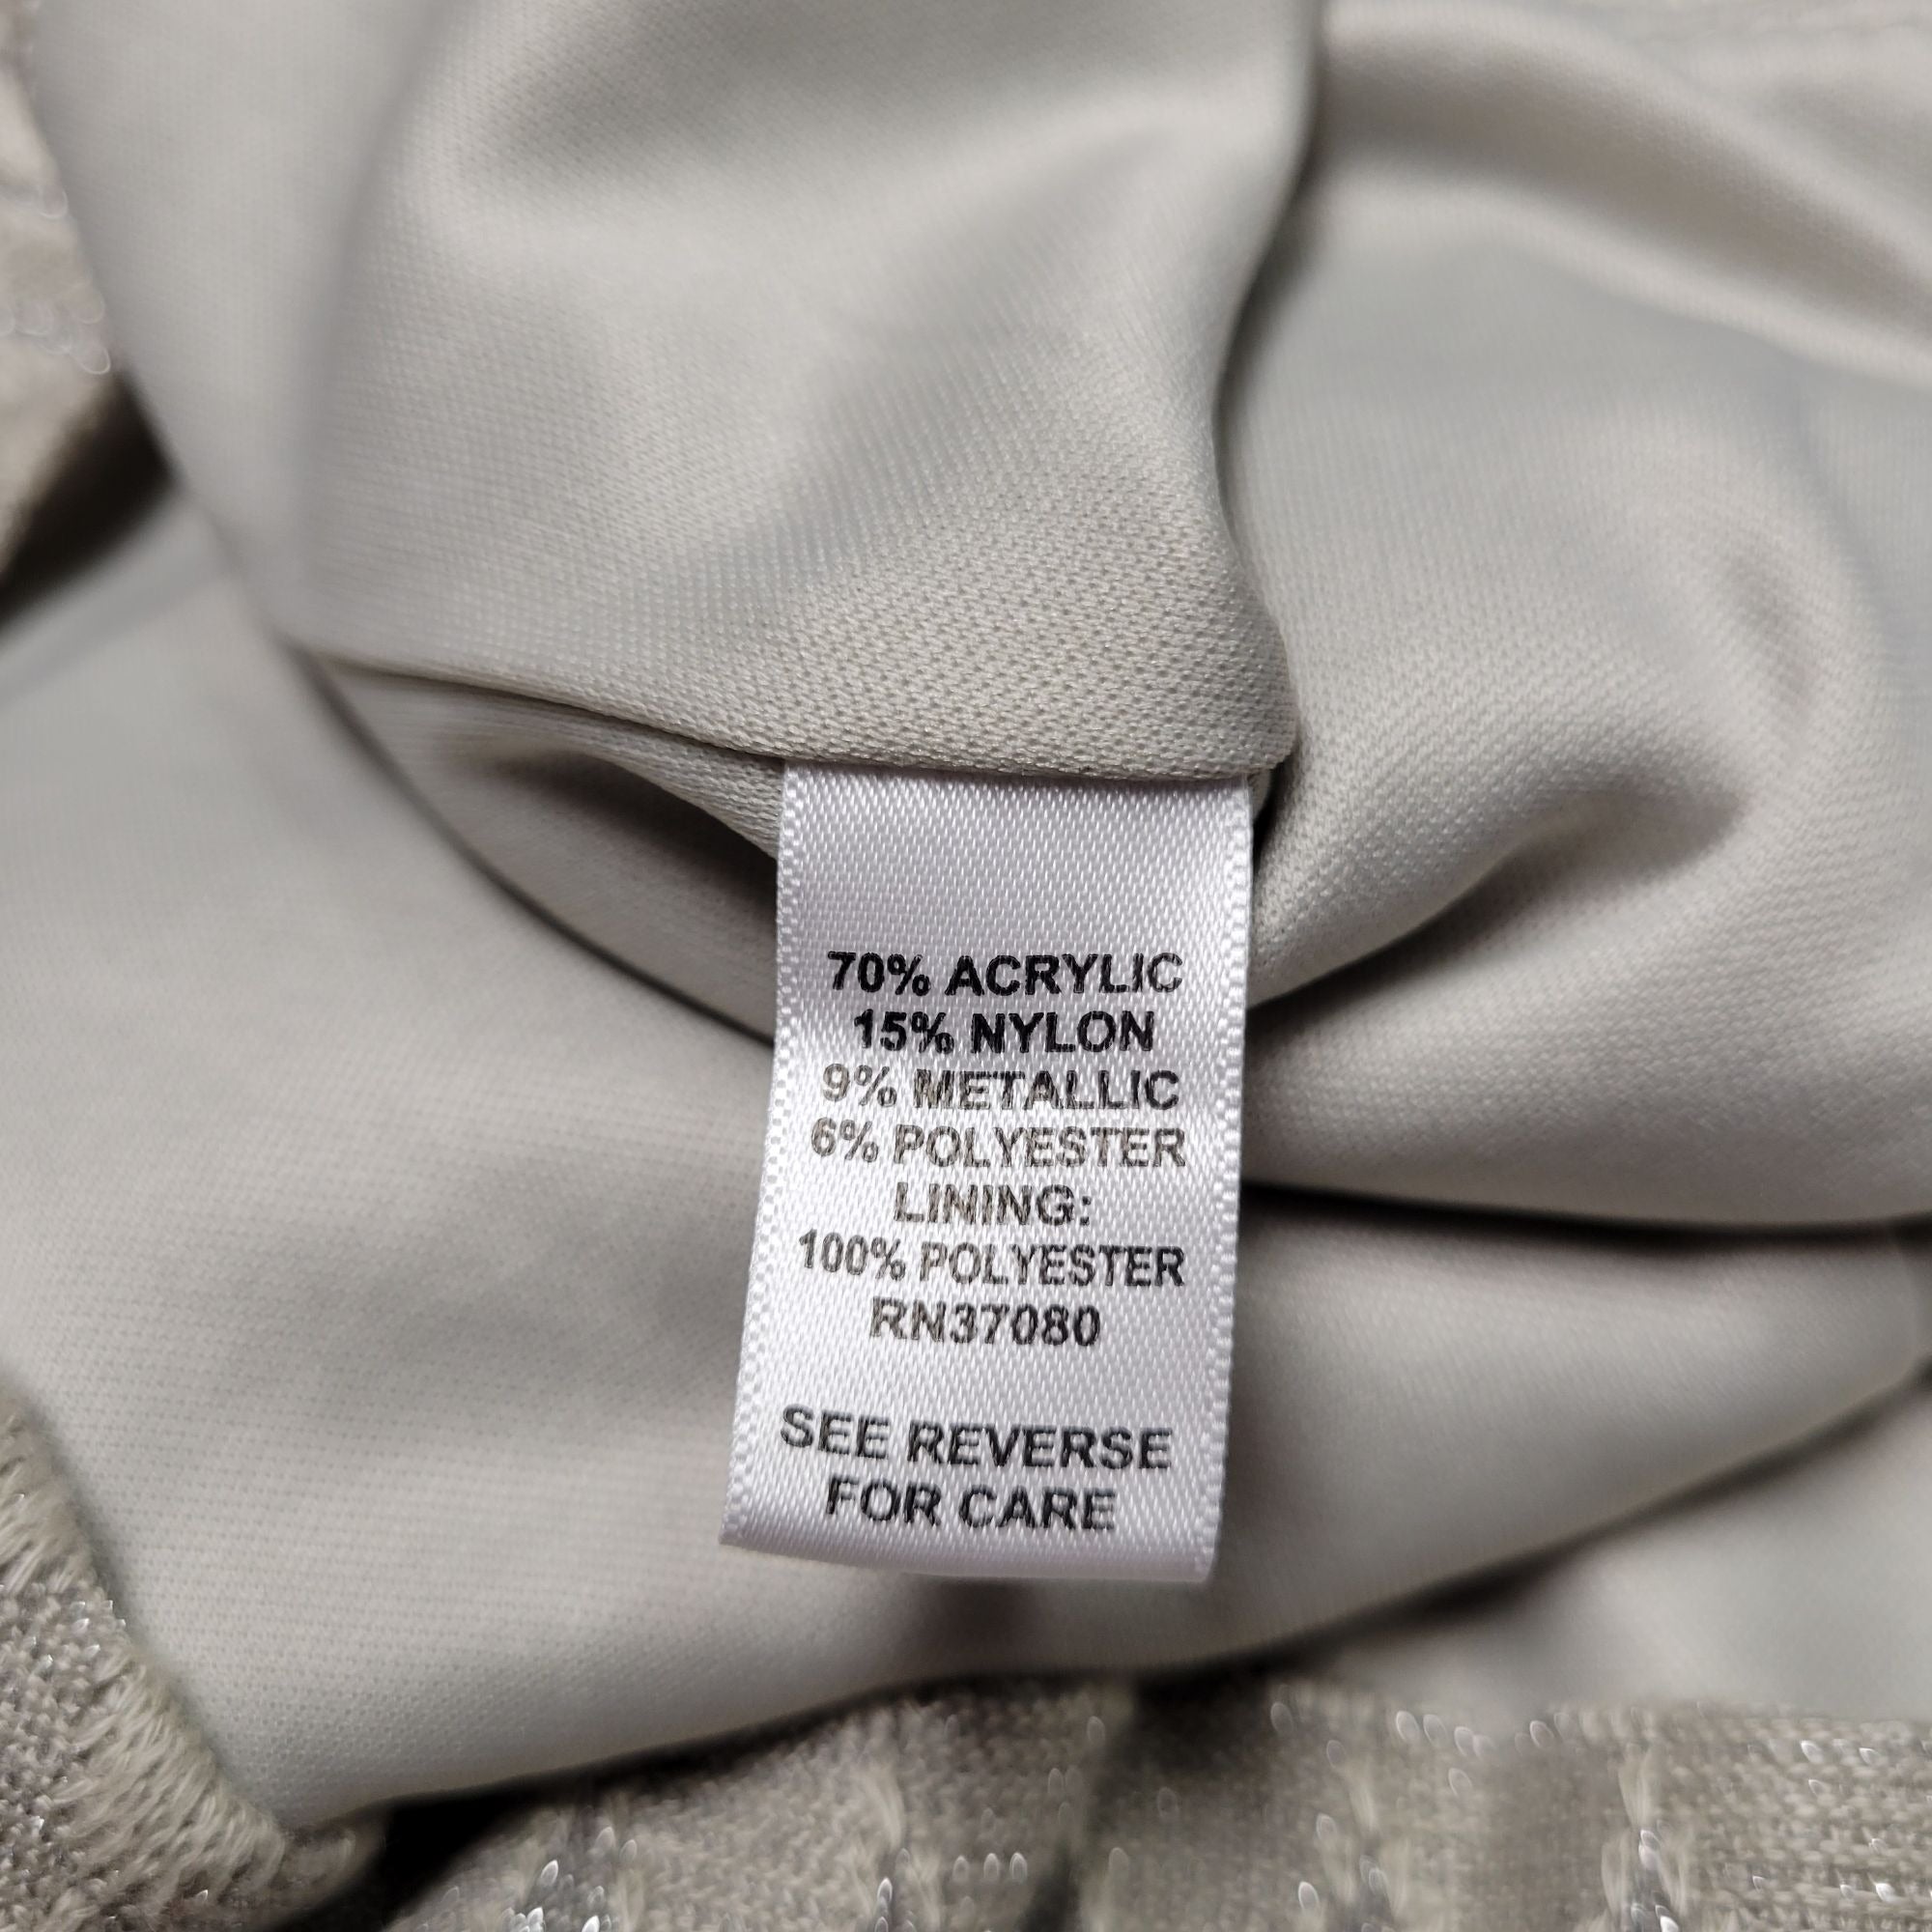 70% ACRYLIC
15% NYLON
9% METALLIC
6% POLYESTER
LINING:
100% POLYESTER
RN37080
SEE REVERSE
FOR CARE